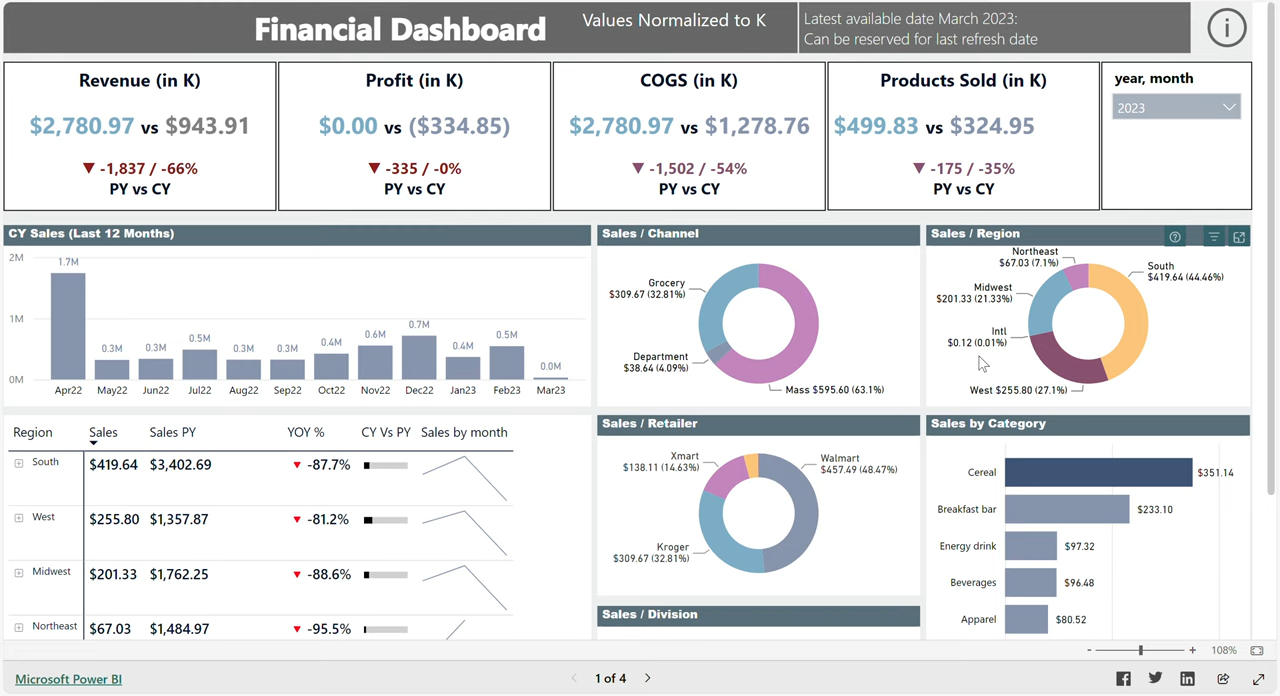 Financial Dashboard
Values Normalized to K
Latest available date March 2023:
Can be reserved for last refresh date
Revenue (in K)
$2,780.97 vs $943.91
▼ -1,837 / -66%
PY vs CY
Profit (in K)
$0.00 vs ($334.85)
▼ -335 / -0%
PY vs CY
COGS (in K)
$2,780.97 vs $1,278.76
▼ -1,502 / -54%
PY vs CY
Products Sold (in K)
$499.83 vs $324.95
▼ -175 / -35%
PY vs CY
year, month
2023
CY Sales (Last 12 Months)
2M
1M
0M
1.7M
0.3M
0.3M
0.5M
0.3M
0.3M
0.4M
0.6M
0.7M
0.4M
0.5M
0.0M
Apr22 May22 Jun22 Jul22 Aug22 Sep22 Oct22 Nov22 Dec22 Jan23 Feb23 Mar23
Sales / Channel
Grocery
$309.67 (32.81%)
Department
$38.64 (4.09%)
Mass $595.60 (63.1%)
Sales / Region
Northeast
$67.03 (7.1%)
South
$419.64 (44.46%)
Midwest
$201.33 (21.33%)
Intl
$0.12 (0.01%)
West $255.80 (27.1%)
Region Sales Sales PY YOY % CY Vs PY Sales by month
South $419.64 $3,402.69 ▼ -87.7%
West $255.80 $1,357.87 ▼ -81.2%
Midwest $201.33 $1,762.25 ▼ -88.6%
Northeast $67.03 $1,484.97 ▼ -95.5%
Sales / Retailer
Xmart
$138.11 (14.63%)
Walmart
$457.49 (48.47%)
Kroger
$309.67 (32.81%)
Sales / Division
Sales by Category
Cereal $351.14
Breakfast bar $233.10
Energy drink $97.32
Beverages $96.48
Apparel $80.52
- + 108%
Microsoft Power BI
1 of 4